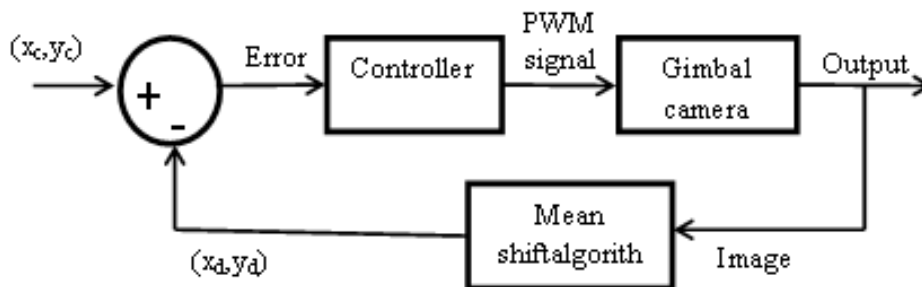 (xc,yc)
+
-
Error
Controller
PWM
signal
Gimbal
camera
Output
Mean
shiftalgorith
Image
(xd,yd)